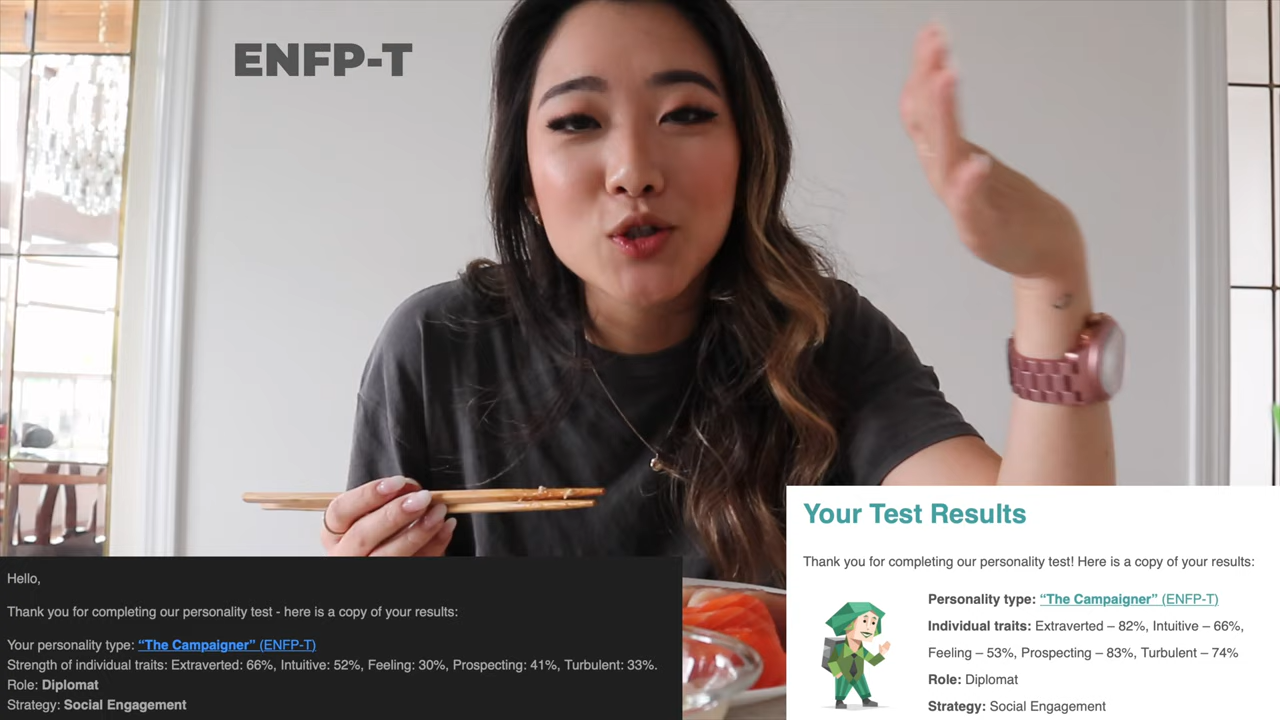 ENFP-T
Hello,
Thank you for completing our personality test - here is a copy of your results:
Your personality type: “The Campaigner” (ENFP-T)
Strength of individual traits: Extraverted: 66%, Intuitive: 52%, Feeling: 30%, Prospecting: 41%, Turbulent: 33%.
Role: Diplomat
Strategy: Social Engagement
Your Test Results
Thank you for completing our personality test! Here is a copy of your results:
Personality type: “The Campaigner” (ENFP-T)
Individual traits: Extraverted – 82%, Intuitive – 66%,
Feeling – 53%, Prospecting – 83%, Turbulent – 74%
Role: Diplomat
Strategy: Social Engagement